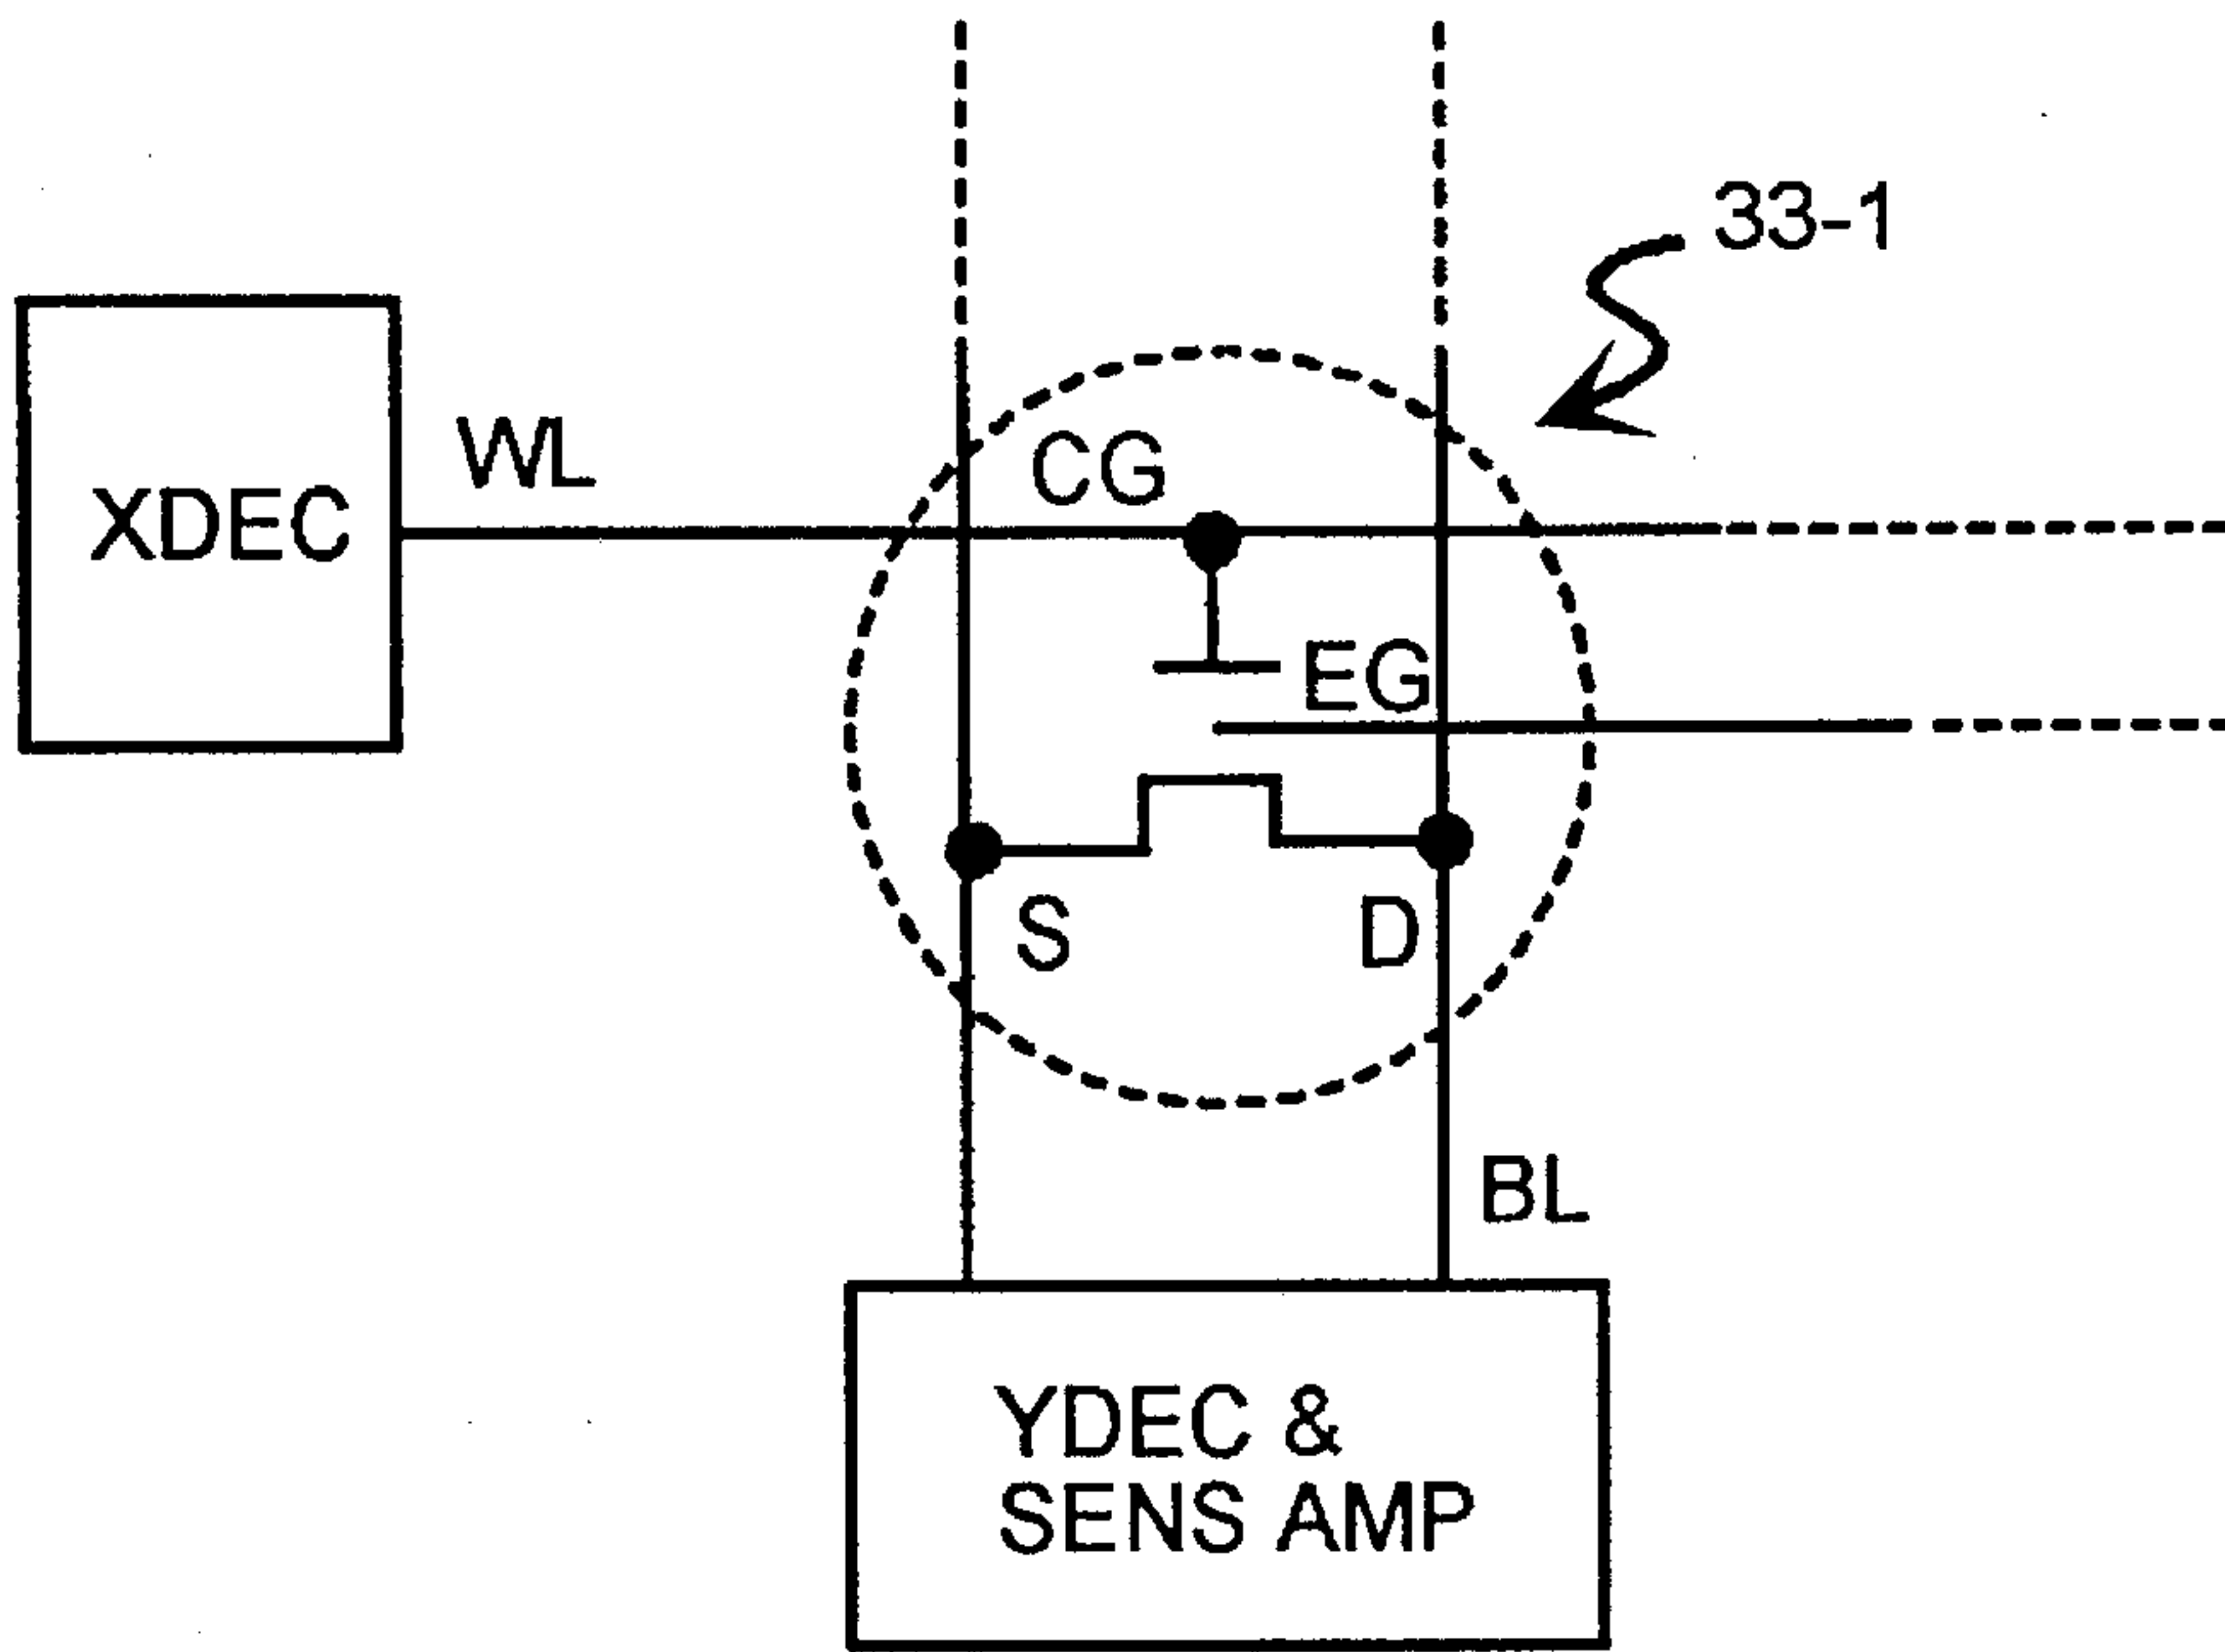 33-1
WL
CG
XDEC
EG
S
D
BL
YDEC &
SENS AMP